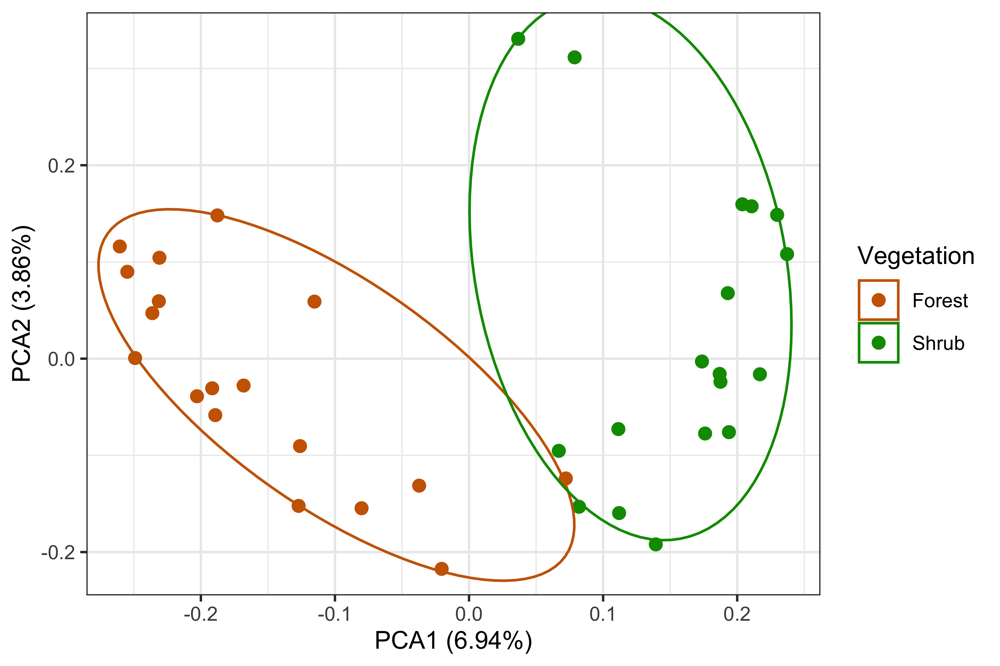 PCA2 (3.86%)
0.2
0.0
-0.2
-0.2
-0.1
0.0
0.1
0.2
PCA1 (6.94%)
Vegetation
Forest
Shrub